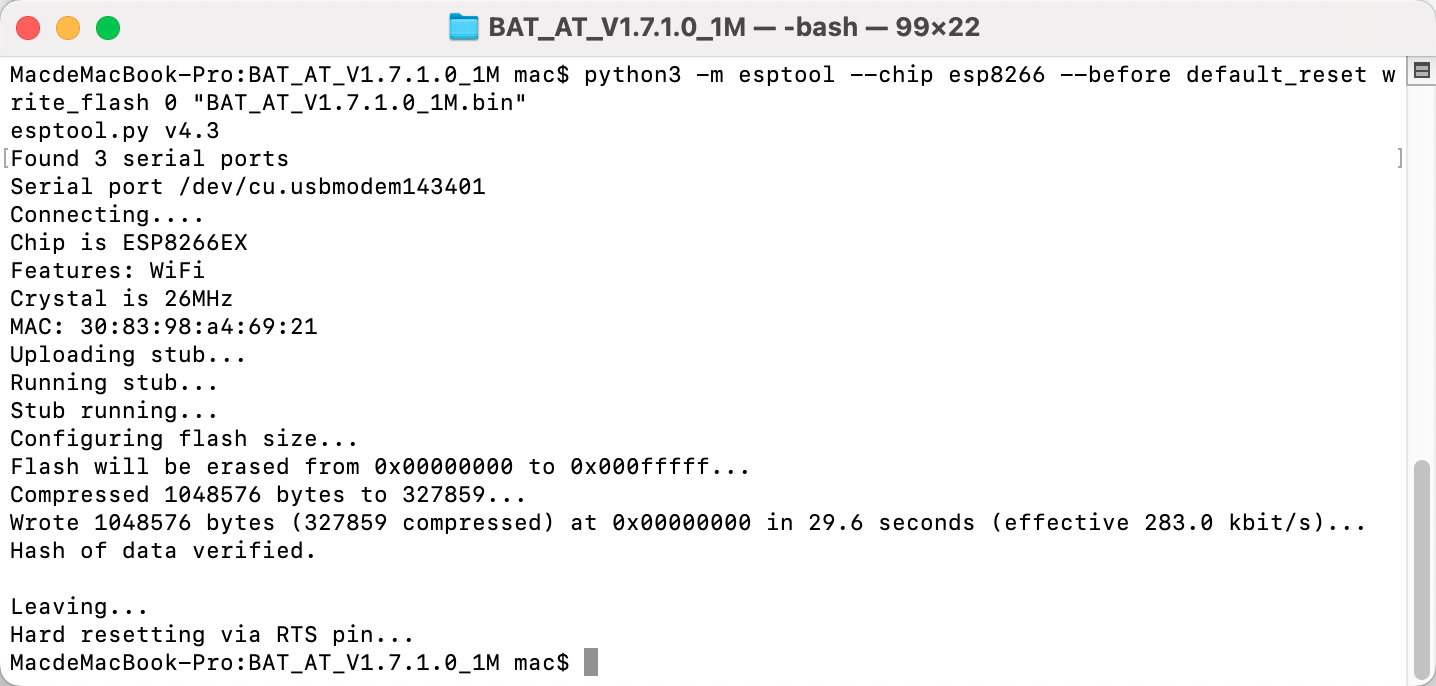 BAT_AT_V1.7.1.0_1M — -bash — 99×22
MacdeMacBook-Pro:BAT_AT_V1.7.1.0_1M mac$ python3 -m esptool --chip esp8266 --before default_reset w
rite_flash 0 "BAT_AT_V1.7.1.0_1M.bin"
esptool.py v4.3
[Found 3 serial ports ]
Serial port /dev/cu.usbmodem143401
Connecting....
Chip is ESP8266EX
Features: WiFi
Crystal is 26MHz
MAC: 30:83:98:a4:69:21
Uploading stub...
Running stub...
Stub running...
Configuring flash size...
Flash will be erased from 0x00000000 to 0x000fffff...
Compressed 1048576 bytes to 327859...
Wrote 1048576 bytes (327859 compressed) at 0x00000000 in 29.6 seconds (effective 283.0 kbit/s)...
Hash of data verified.

Leaving...
Hard resetting via RTS pin...
MacdeMacBook-Pro:BAT_AT_V1.7.1.0_1M mac$